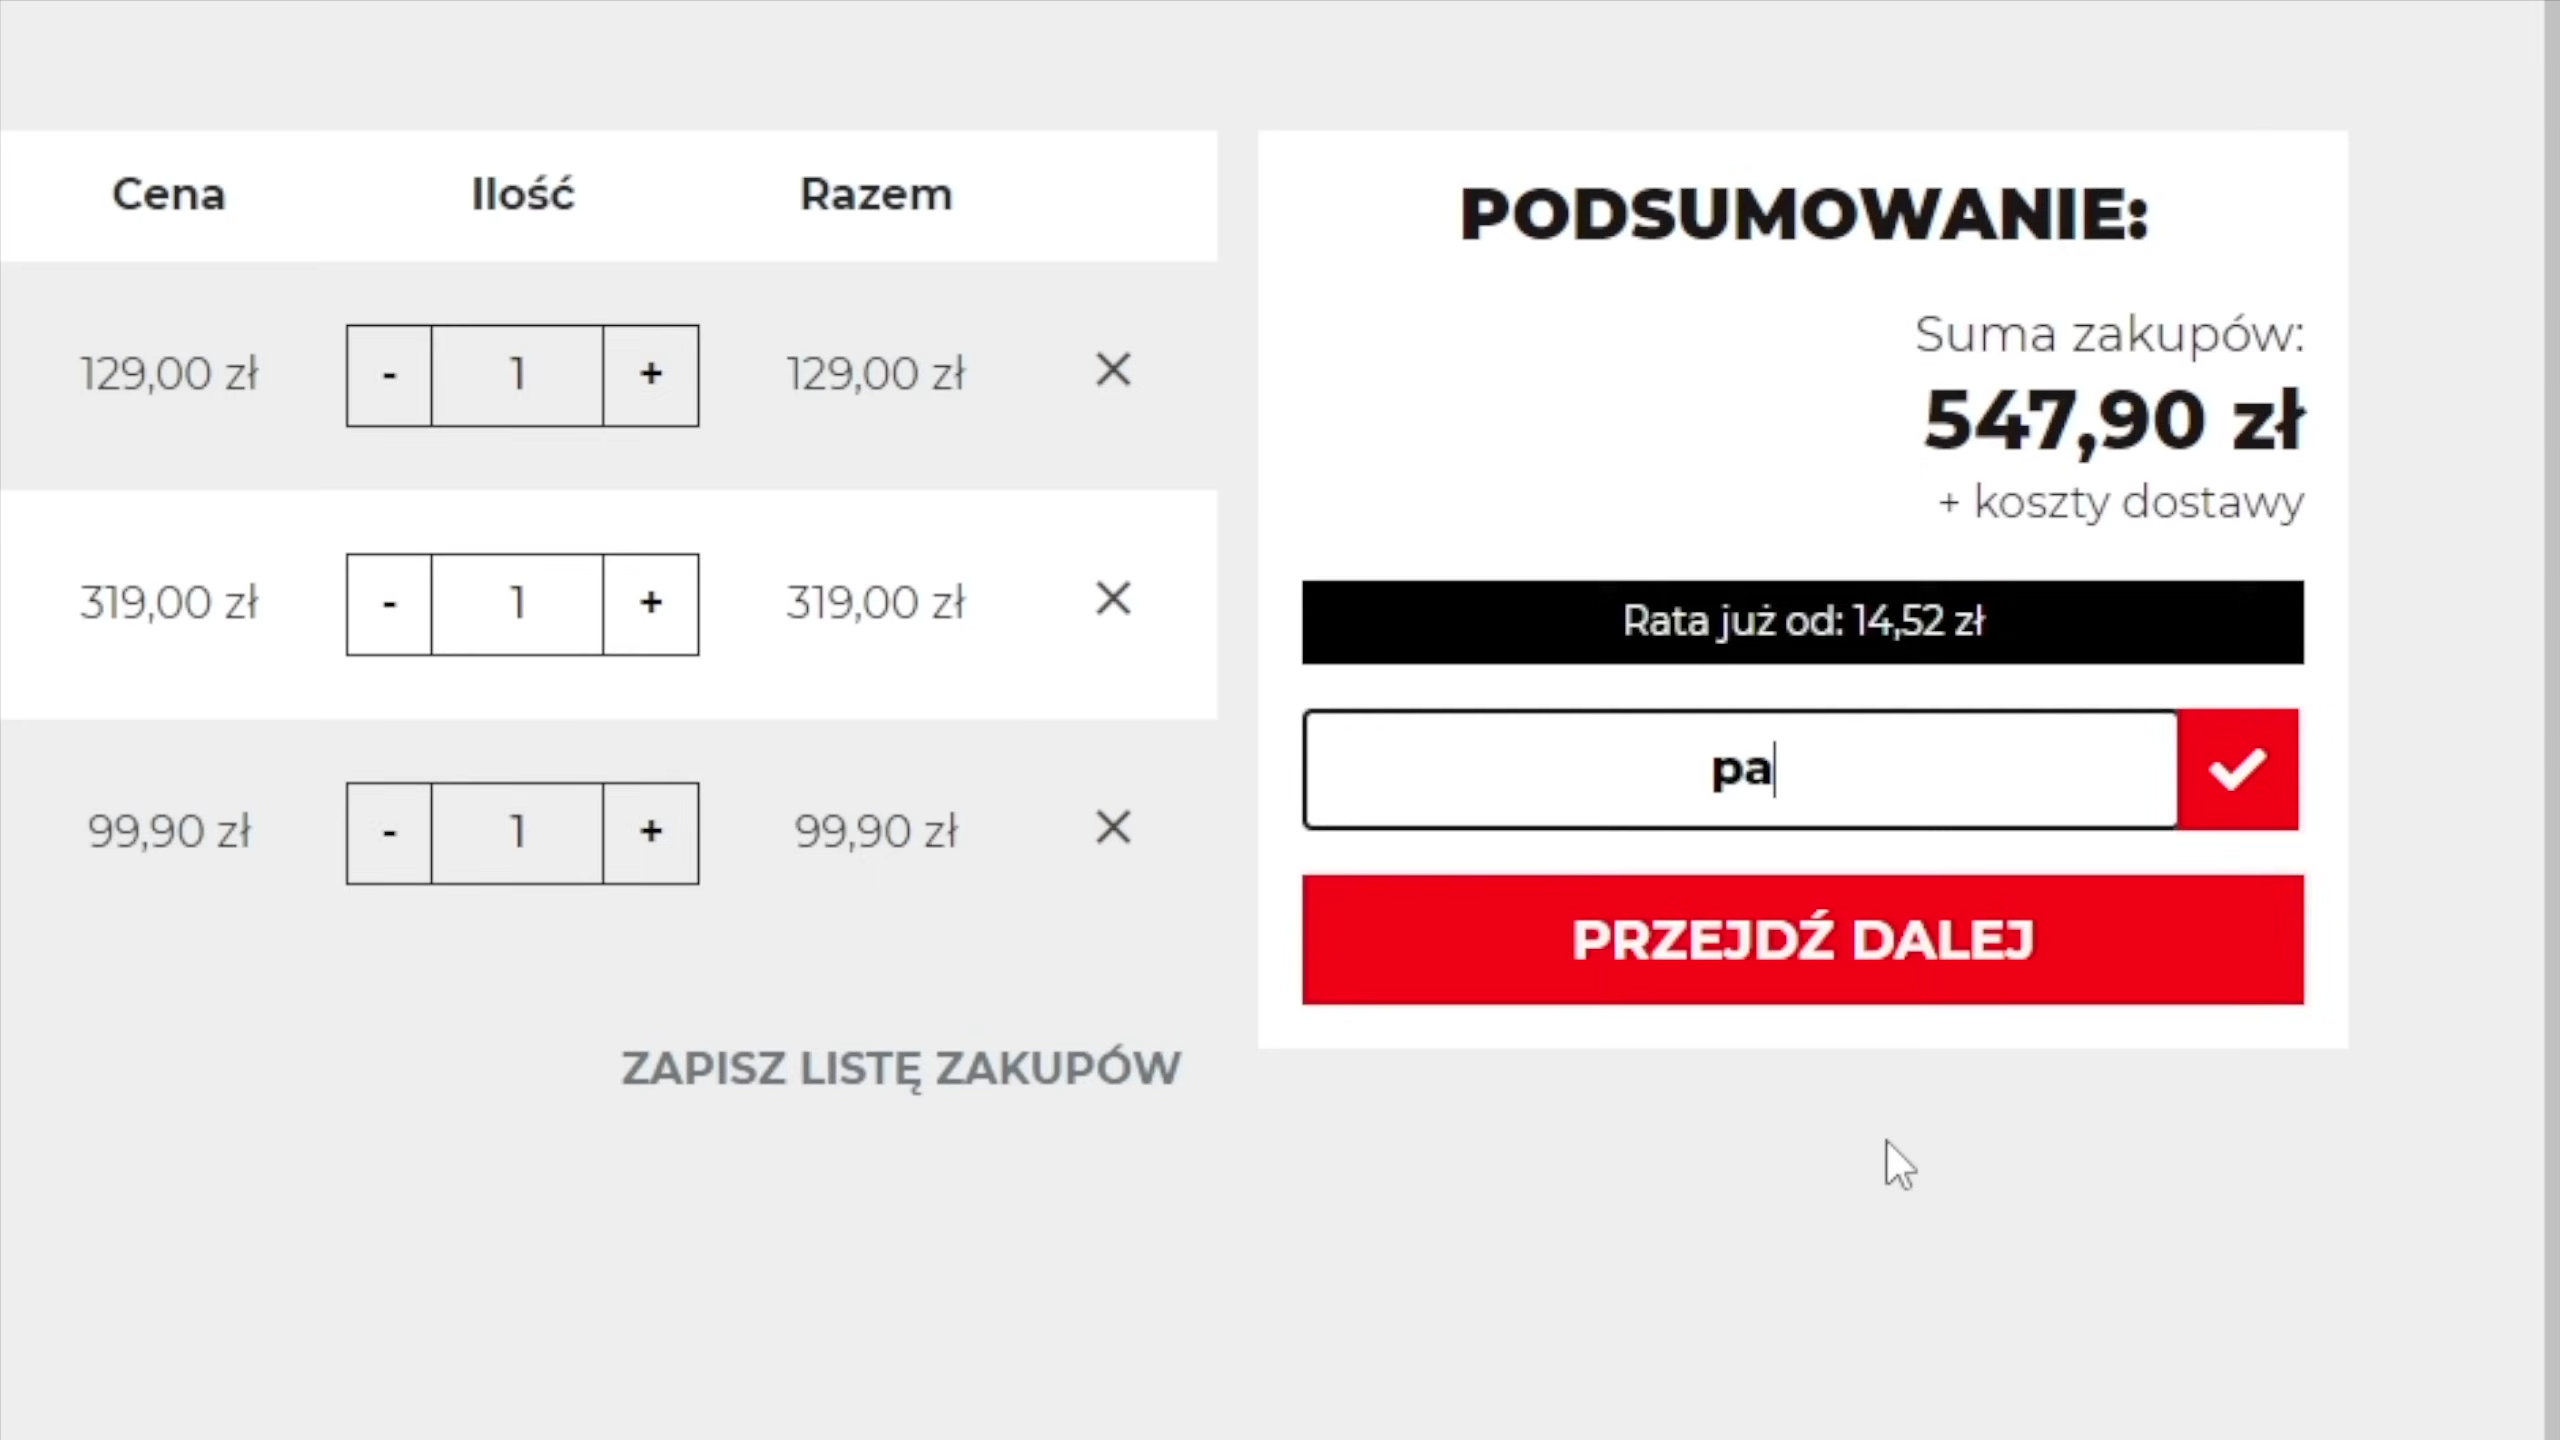 Cena Ilość Razem
129,00 zł - 1 + 129,00 zł ×
319,00 zł - 1 + 319,00 zł ×
99,90 zł - 1 + 99,90 zł ×
ZAPISZ LISTĘ ZAKUPÓW
PODSUMOWANIE:
Suma zakupów:
547,90 zł
+ koszty dostawy
Rata już od: 14,52 zł
pa
PRZEJDŹ DALEJ